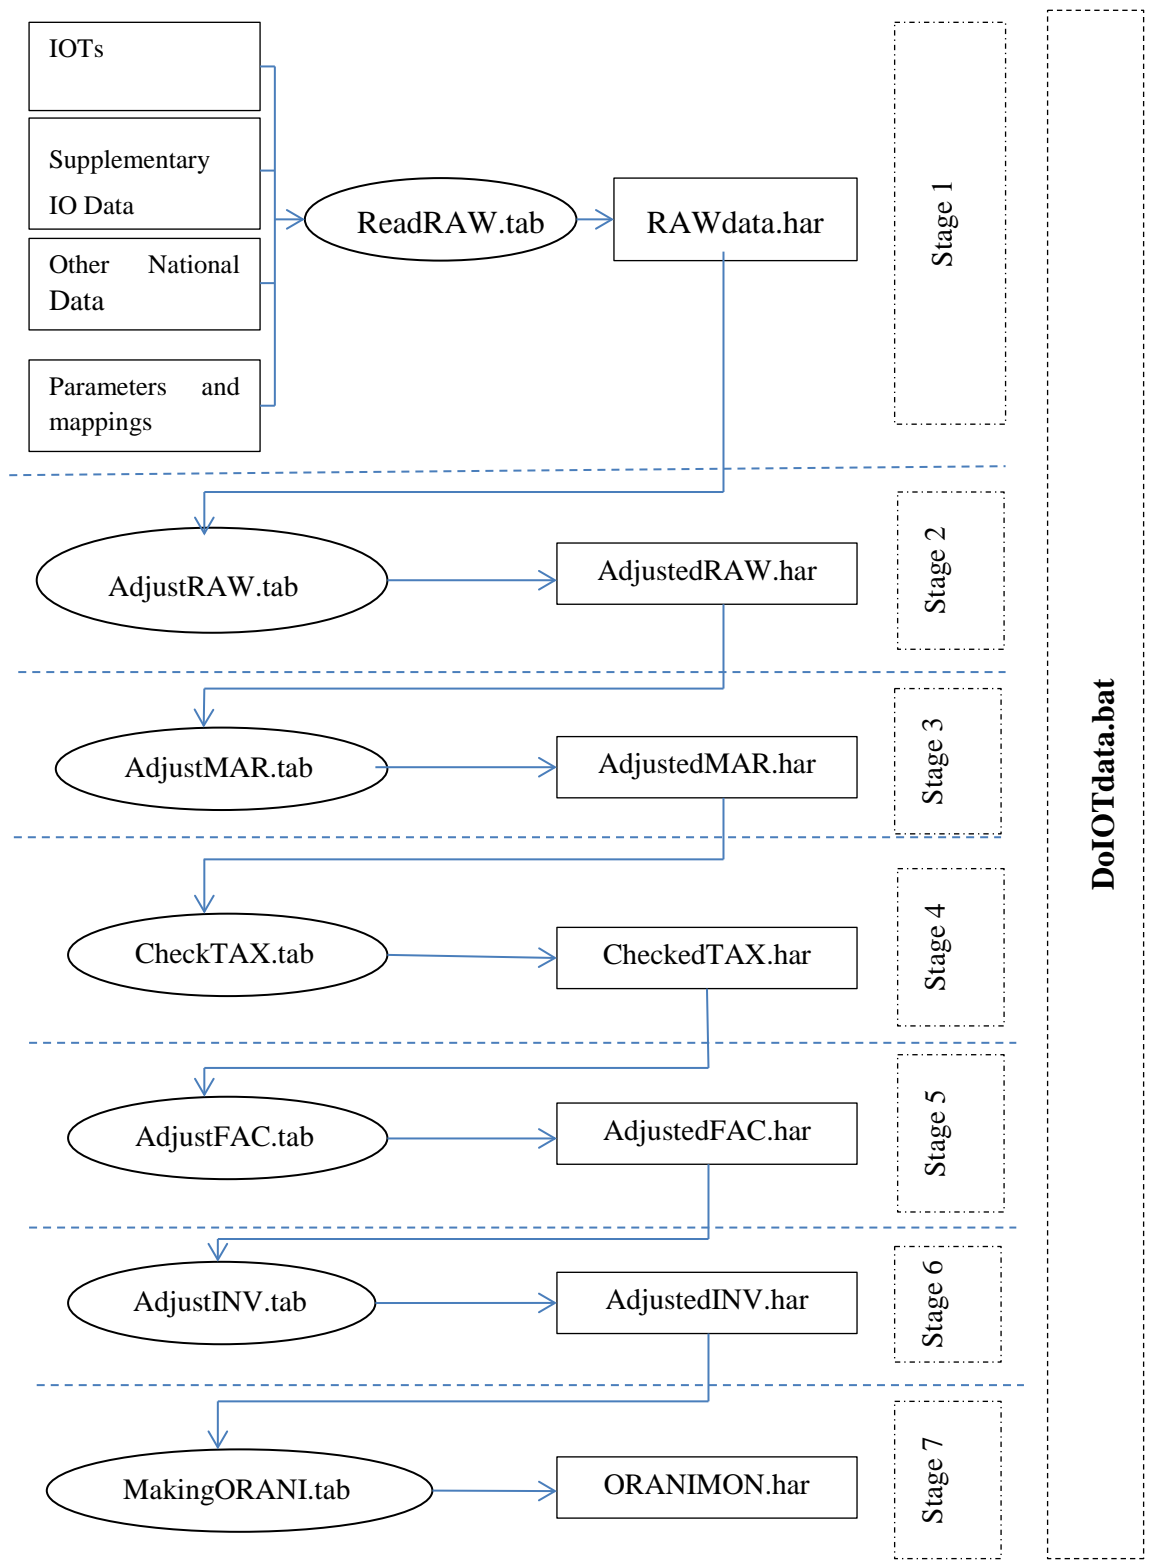 IOTs
Supplementary
IO Data
Other National
Data
Parameters and
mappings
ReadRAW.tab
RAWdata.har
Stage 1
AdjustRAW.tab
AdjustedRAW.har
Stage 2
AdjustMAR.tab
AdjustedMAR.har
Stage 3
CheckTAX.tab
CheckedTAX.har
Stage 4
AdjustFAC.tab
AdjustedFAC.har
Stage 5
AdjustINV.tab
AdjustedINV.har
Stage 6
MakingORANI.tab
ORANIMON.har
Stage 7
DoIOTdata.bat